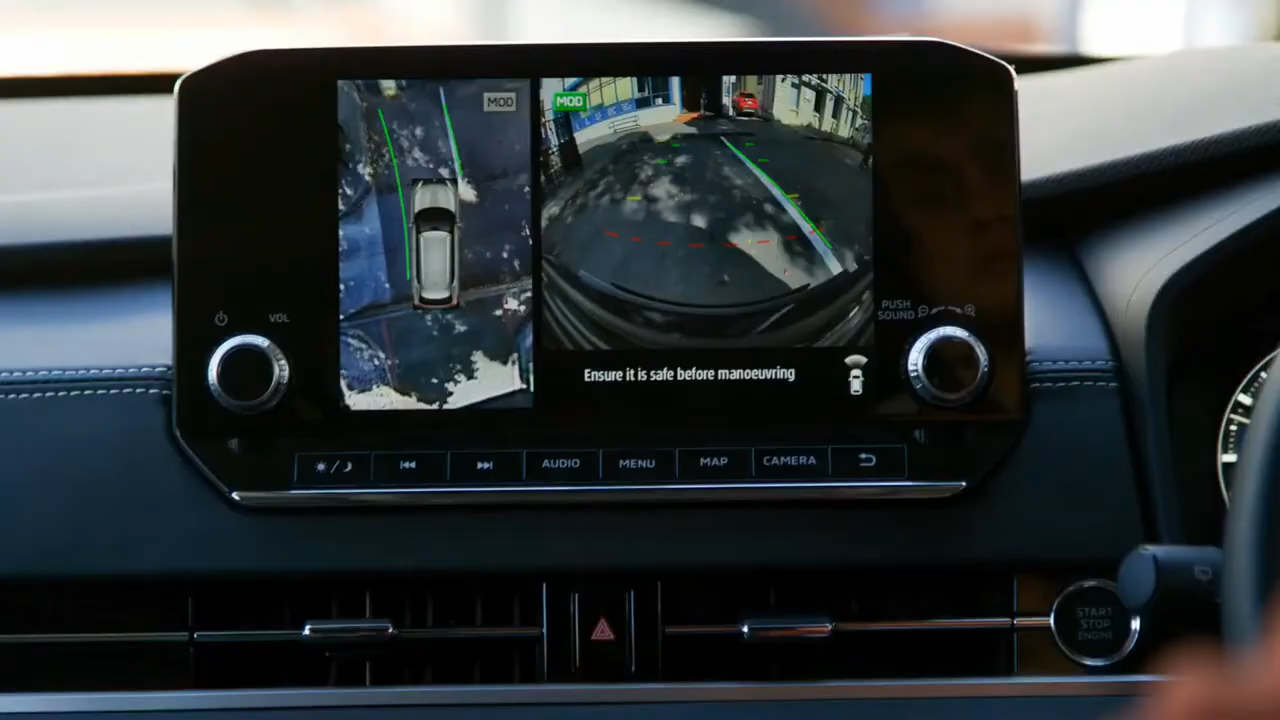 MOD
MOD
PUSH
SOUND
VOL
Ensure it is safe before manoeuvring
AUDIO
MENU
MAP
CAMERA
START
STOP
ENGINE